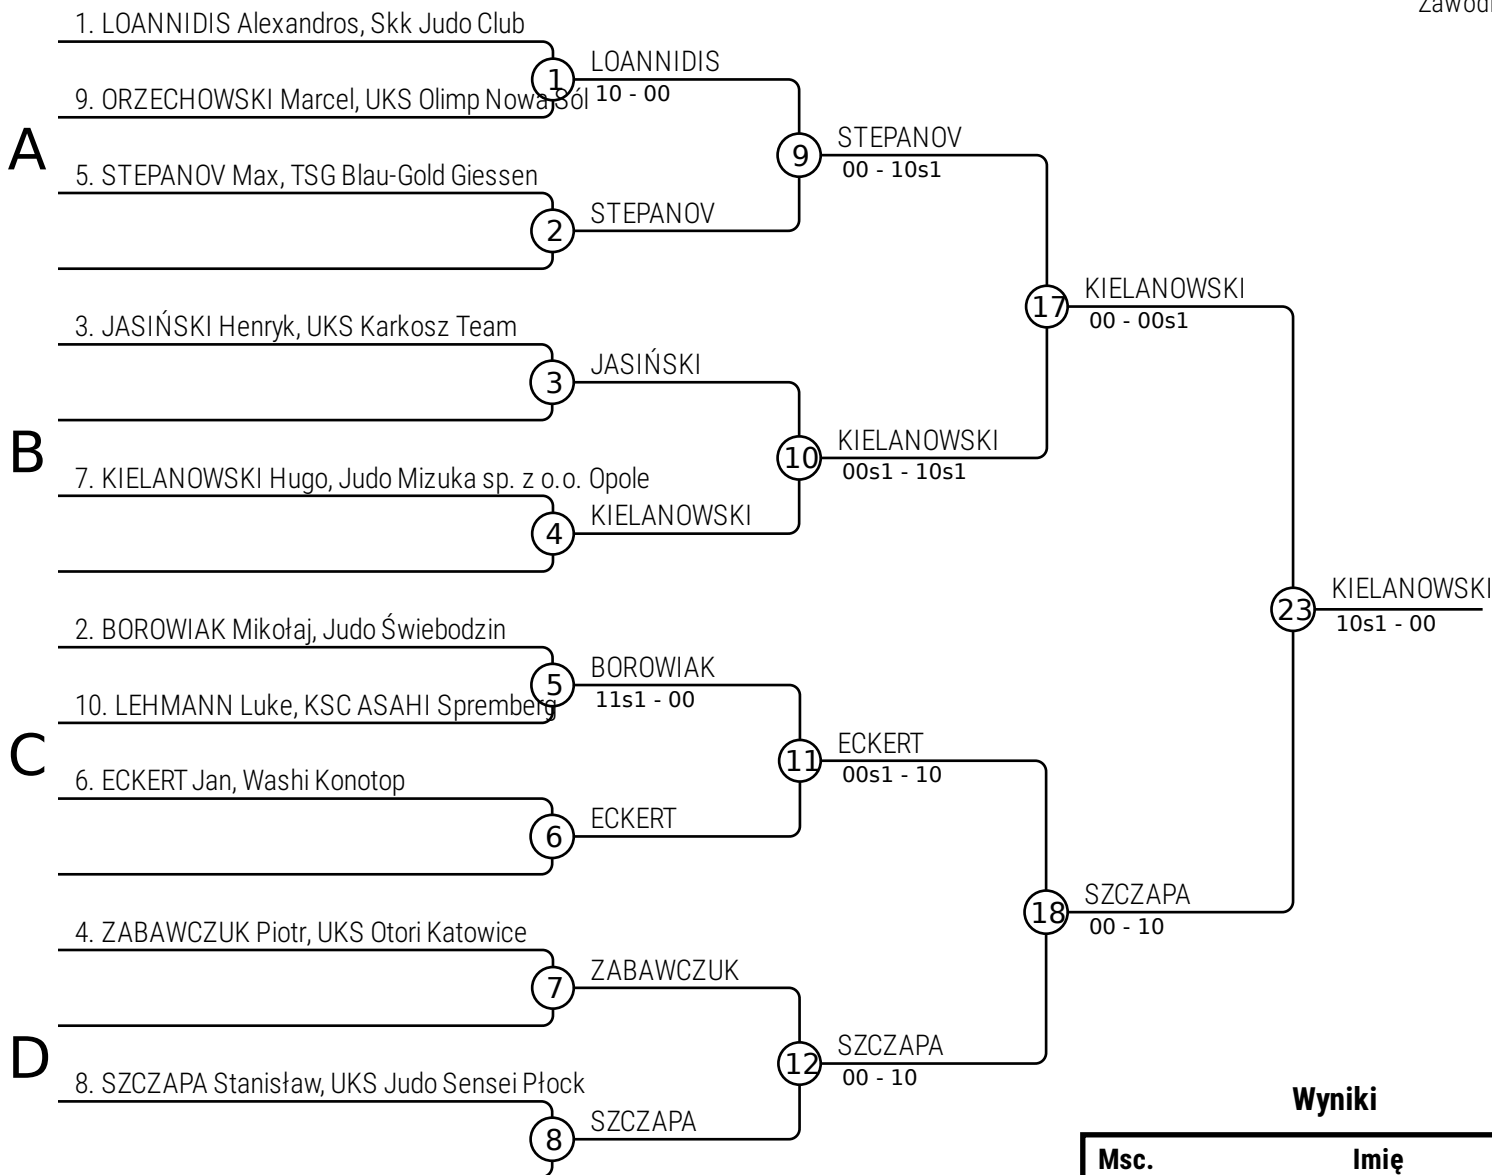 1. LOANNIDIS Alexandros, Skk Judo Club
1
LOANNIDIS
10 - 00
9. ORZECHOWSKI Marcel, UKS Olimp Nowa Sól
A
9
STEPANOV
00 - 10s1
5. STEPANOV Max, TSG Blau-Gold Giessen
2
STEPANOV
17
KIELANOWSKI
00 - 00s1
3. JASIŃSKI Henryk, UKS Karkosz Team
3
JASIŃSKI
B
10
KIELANOWSKI
00s1 - 10s1
7. KIELANOWSKI Hugo, Judo Mizuka sp. z o.o. Opole
4
KIELANOWSKI
23
KIELANOWSKI
10s1 - 00
2. BOROWIAK Mikołaj, Judo Świebodzin
5
BOROWIAK
11s1 - 00
10. LEHMANN Luke, KSC ASAHI Spremberg
C
11
ECKERT
00s1 - 10
6. ECKERT Jan, Washi Konotop
6
ECKERT
18
SZCZAPA
00 - 10
4. ZABAWCZUK Piotr, UKS Otori Katowice
7
ZABAWCZUK
D
12
SZCZAPA
00 - 10
8. SZCZAPA Stanisław, UKS Judo Sensei Płock
8
SZCZAPA
Wyniki
Msc. Imię